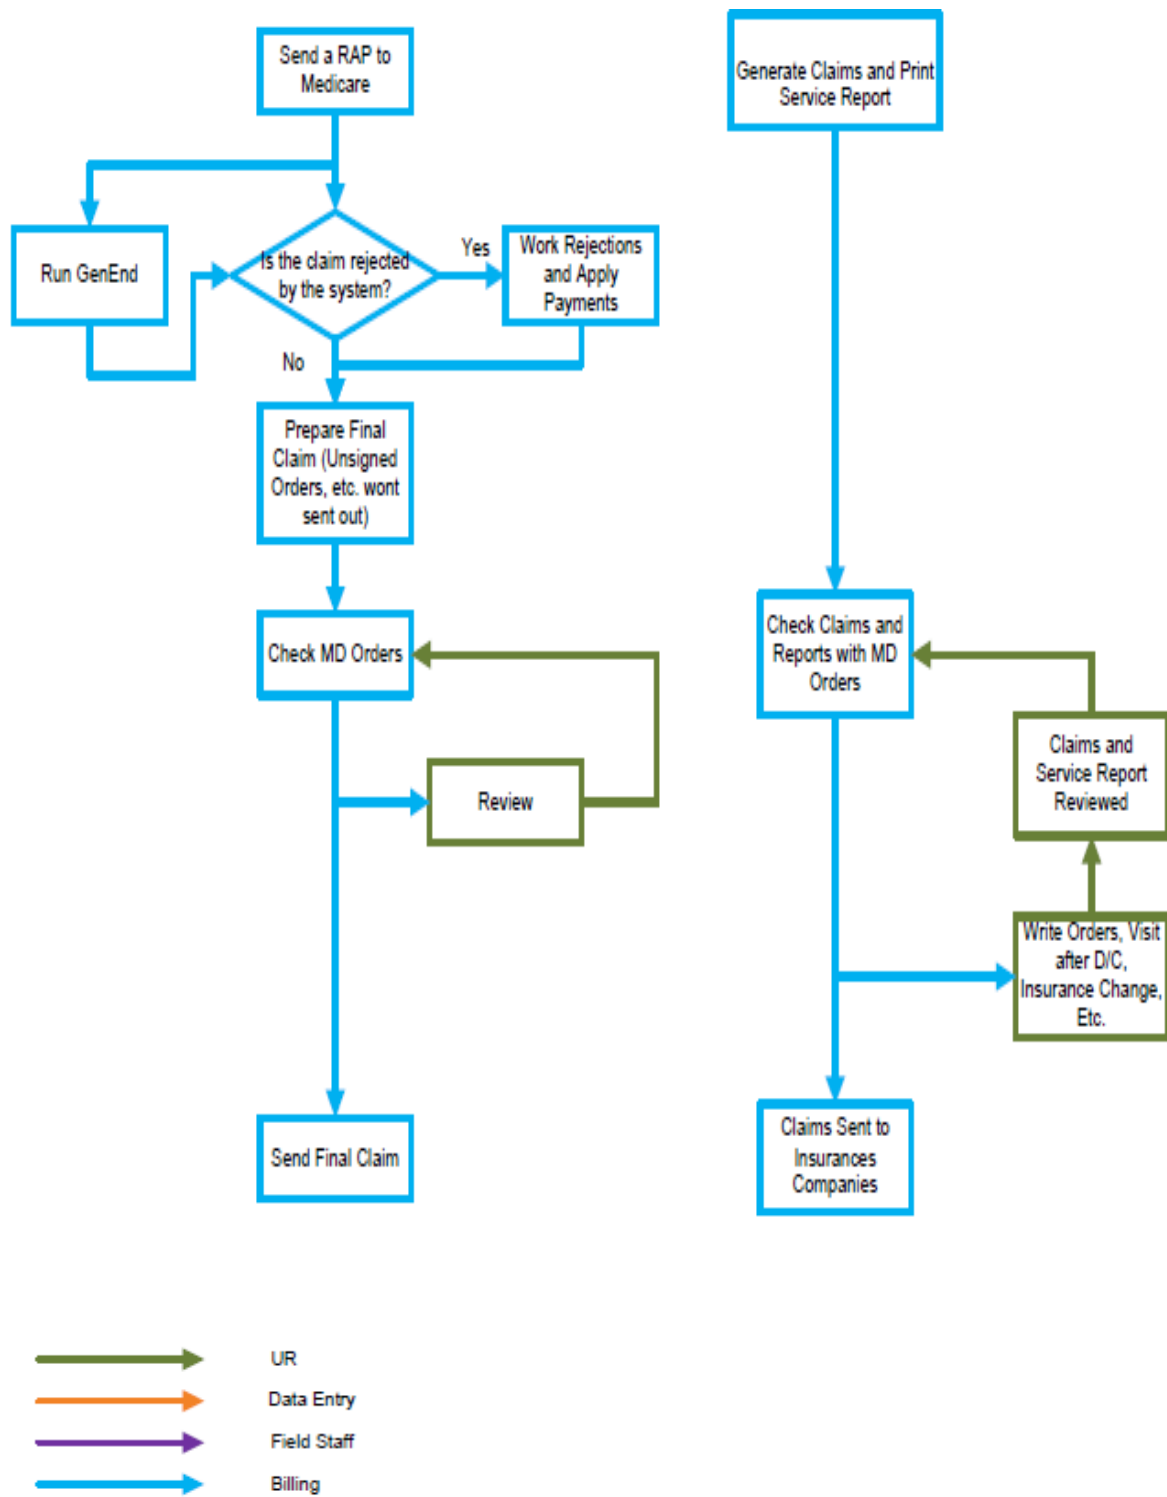 Send a RAP to
Medicare
Run GenEnd
Is the claim rejected
by the system?
Yes
Work Rejections
and Apply
Payments
No
Prepare Final
Claim (Unsigned
Orders, etc. wont
sent out)
Check MD Orders
Review
Send Final Claim
Generate Claims and Print
Service Report
Check Claims and
Reports with MD
Orders
Claims and
Service Report
Reviewed
Write Orders, Visit
after D/C,
Insurance Change,
Etc.
Claims Sent to
Insurances
Companies
UR
Data Entry
Field Staff
Billing